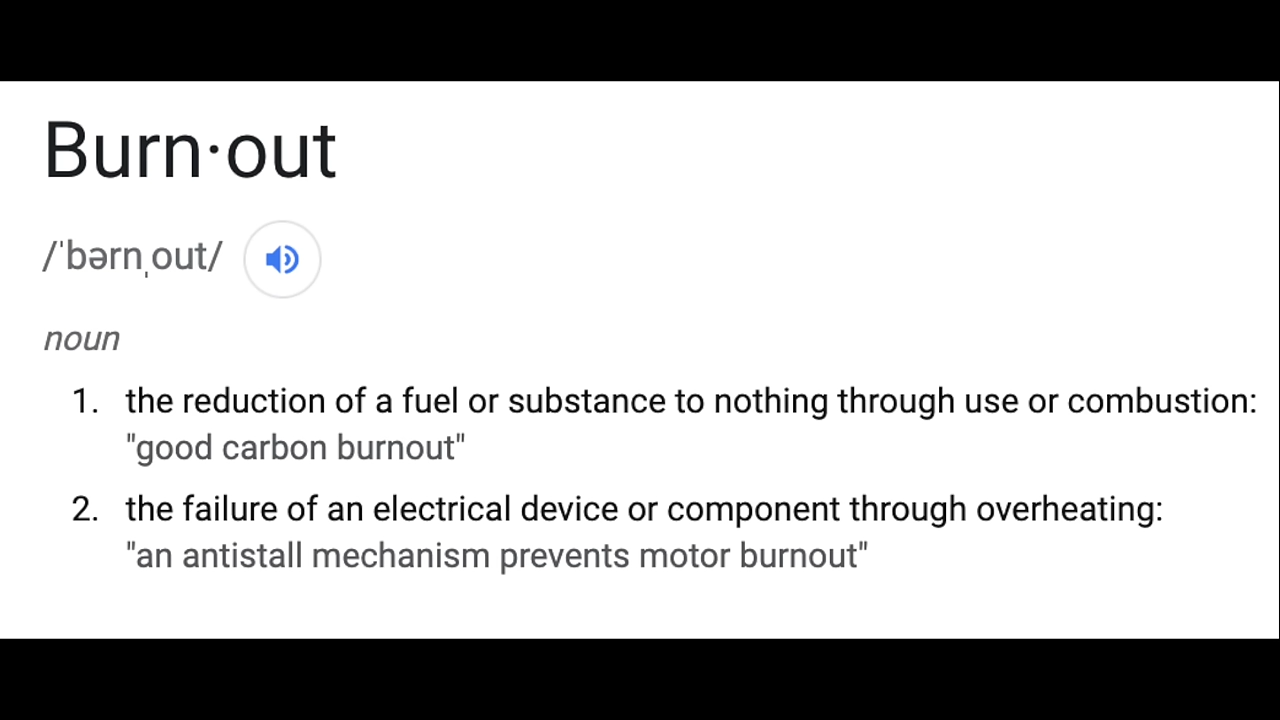 Burn·out
/ˈbərnˌout/
noun
1. the reduction of a fuel or substance to nothing through use or combustion:
"good carbon burnout"
2. the failure of an electrical device or component through overheating:
"an antistall mechanism prevents motor burnout"